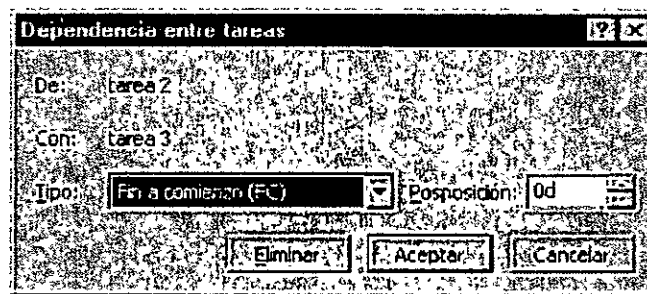 Dependencia entre tareas
De: tarea 2
Con: tarea 3
Tipo: Fin a comienzo (FC) Posposición: 0d
Eliminar Aceptar Cancelar